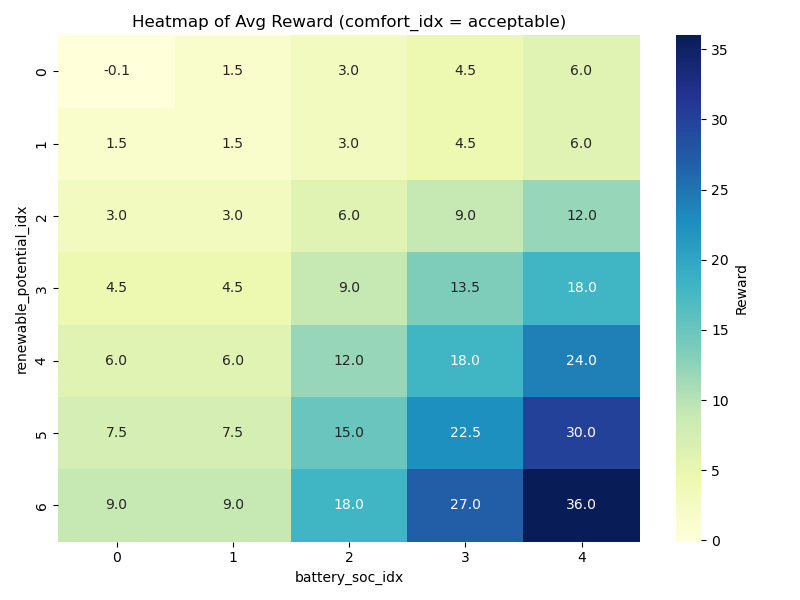 Heatmap of Avg Reward (comfort_idx = acceptable)
0 -0.1 1.5 3.0 4.5 6.0
1 1.5 1.5 3.0 4.5 6.0
2 3.0 3.0 6.0 9.0 12.0
3 4.5 4.5 9.0 13.5 18.0
4 6.0 6.0 12.0 18.0 24.0
5 7.5 7.5 15.0 22.5 30.0
6 9.0 9.0 18.0 27.0 36.0
0 1 2 3 4
battery_soc_idx
renewable_potential_idx
35
30
25
20
15
10
5
0
Reward